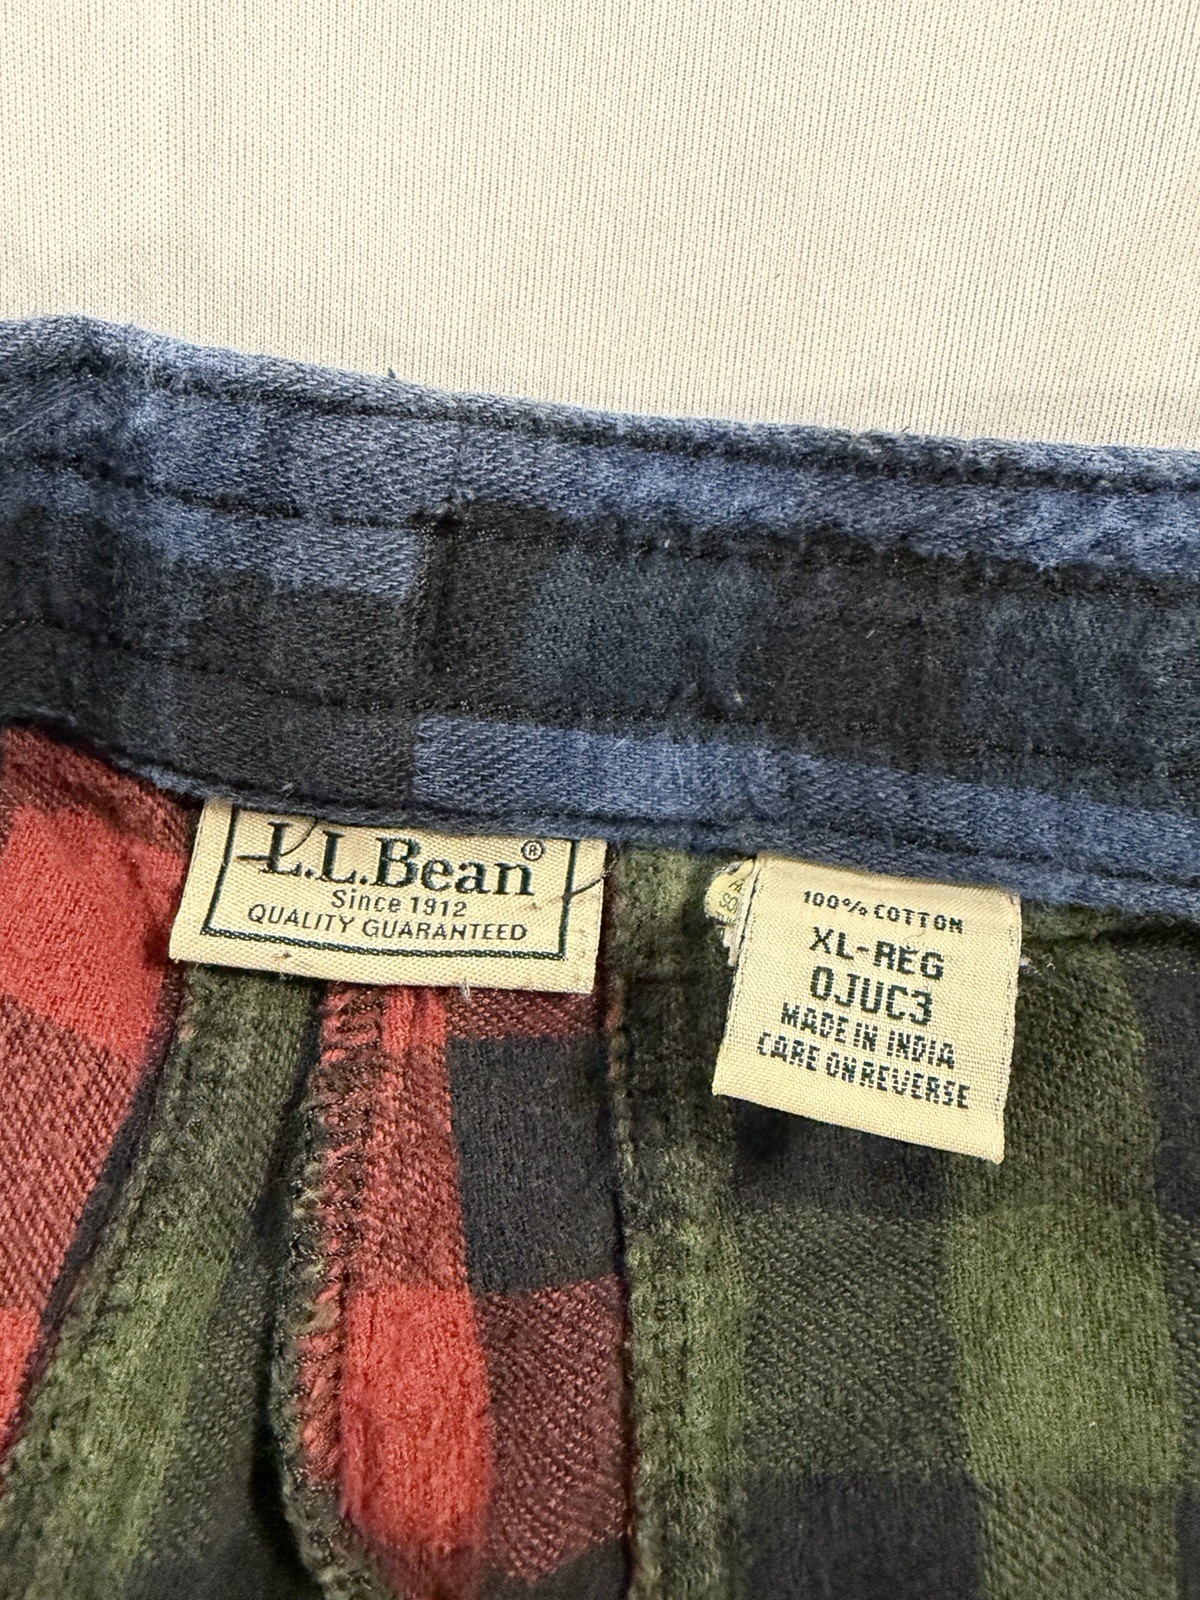 L.L.Bean®
Since 1912
QUALITY GUARANTEED
100% COTTON
XL-REG
0JUC3
MADE IN INDIA
CARE ON REVERSE